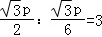 √3p/2 : √3p/6 =3